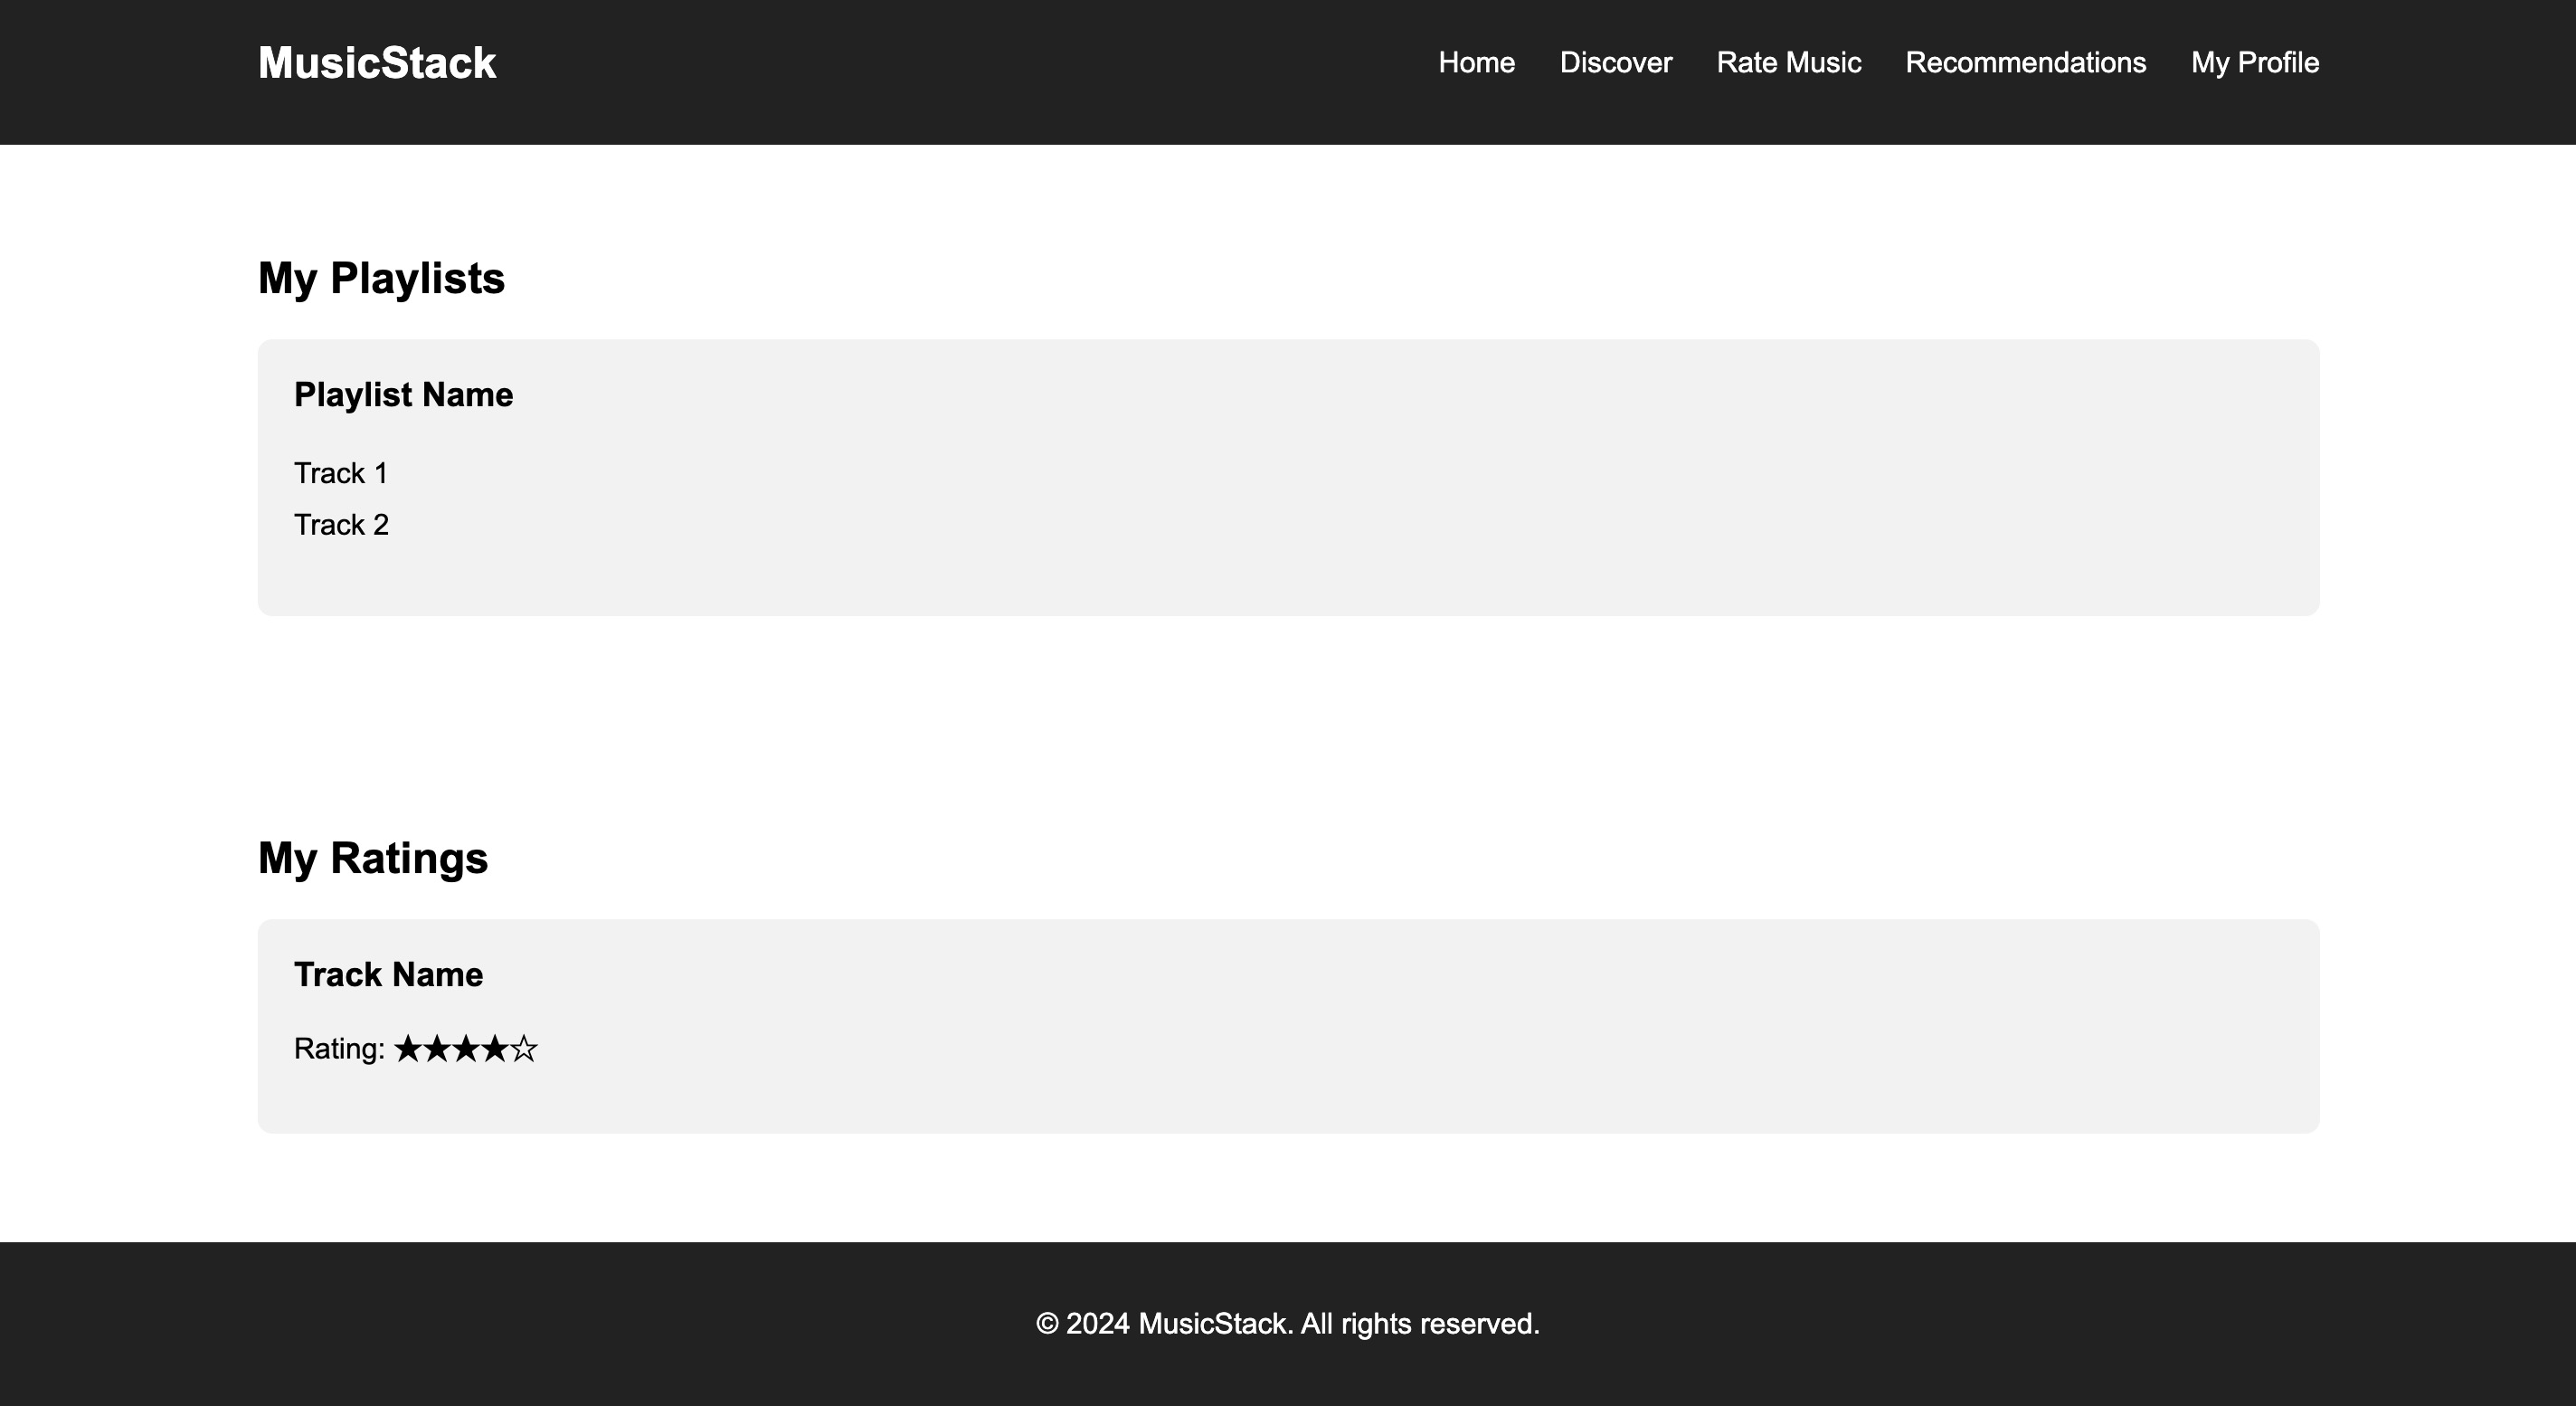 MusicStack
Home Discover Rate Music Recommendations My Profile
My Playlists
Playlist Name
Track 1
Track 2
My Ratings
Track Name
Rating: ★★★★☆
© 2024 MusicStack. All rights reserved.